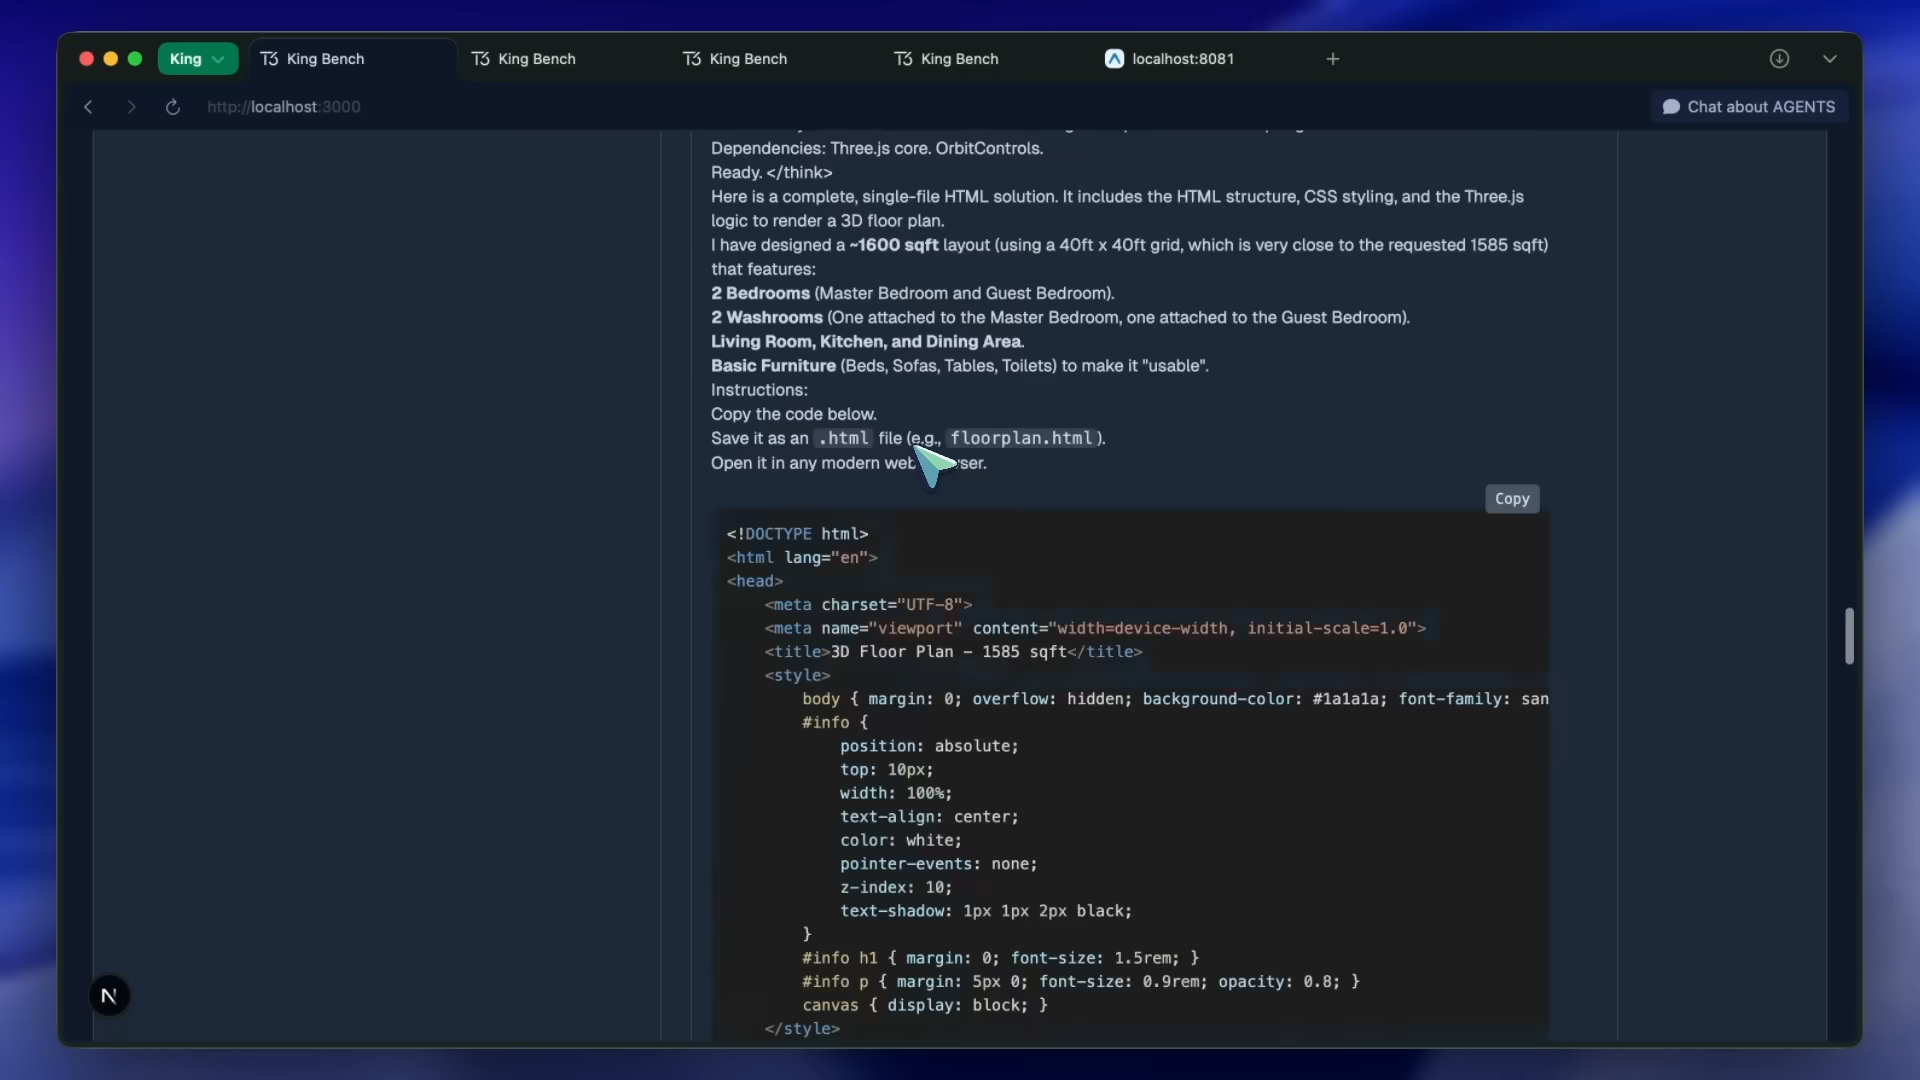 King
King Bench
King Bench
King Bench
King Bench
localhost:8081
http://localhost:3000
Chat about AGENTS
Dependencies: Three.js core. OrbitControls.
Ready. </think>
Here is a complete, single-file HTML solution. It includes the HTML structure, CSS styling, and the Three.js
logic to render a 3D floor plan.
I have designed a ~1600 sqft layout (using a 40ft x 40ft grid, which is very close to the requested 1585 sqft)
that features:
2 Bedrooms (Master Bedroom and Guest Bedroom).
2 Washrooms (One attached to the Master Bedroom, one attached to the Guest Bedroom).
Living Room, Kitchen, and Dining Area.
Basic Furniture (Beds, Sofas, Tables, Toilets) to make it "usable".
Instructions:
Copy the code below.
Save it as an .html file (e.g., floorplan.html).
Open it in any modern
Copy
<!DOCTYPE html>
<html lang="en">
<head>
<meta charset="UTF-8">
<meta name="viewport" content="width=device-width, initial-scale=1.0">
<title>3D Floor Plan – 1585 sqft</title>
<style>
body { margin: 0; overflow: hidden; background-color: #1a1a1a; font-family: san
#info {
position: absolute;
top: 10px;
width: 100%;
text-align: center;
color: white;
pointer-events: none;
z-index: 10;
text-shadow: 1px 1px 2px black;
}
#info h1 { margin: 0; font-size: 1.5rem; }
#info p { margin: 5px 0; font-size: 0.9rem; opacity: 0.8; }
canvas { display: block; }
</style>